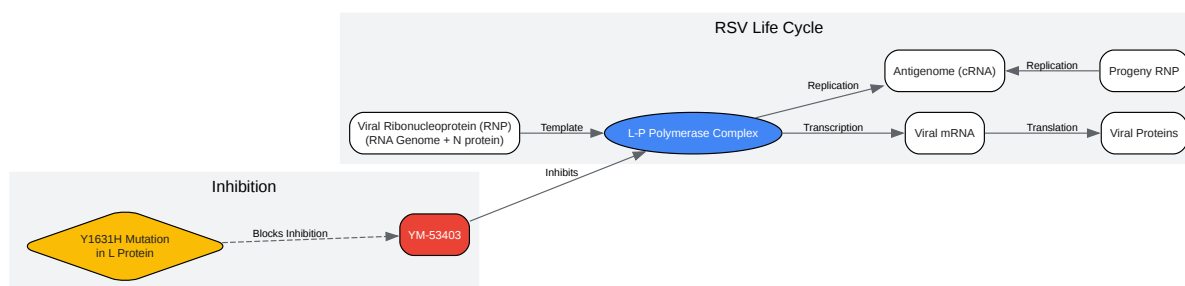 RSV Life Cycle
Antigenome (cRNA)
Replication
Progeny RNP
Replication
Viral Ribonucleoprotein (RNP)
(RNA Genome + N protein)
Template
L-P Polymerase Complex
Transcription
Viral mRNA
Translation
Viral Proteins
Inhibits
Inhibition
Y1631H Mutation
in L Protein
Blocks Inhibition
YM-53403